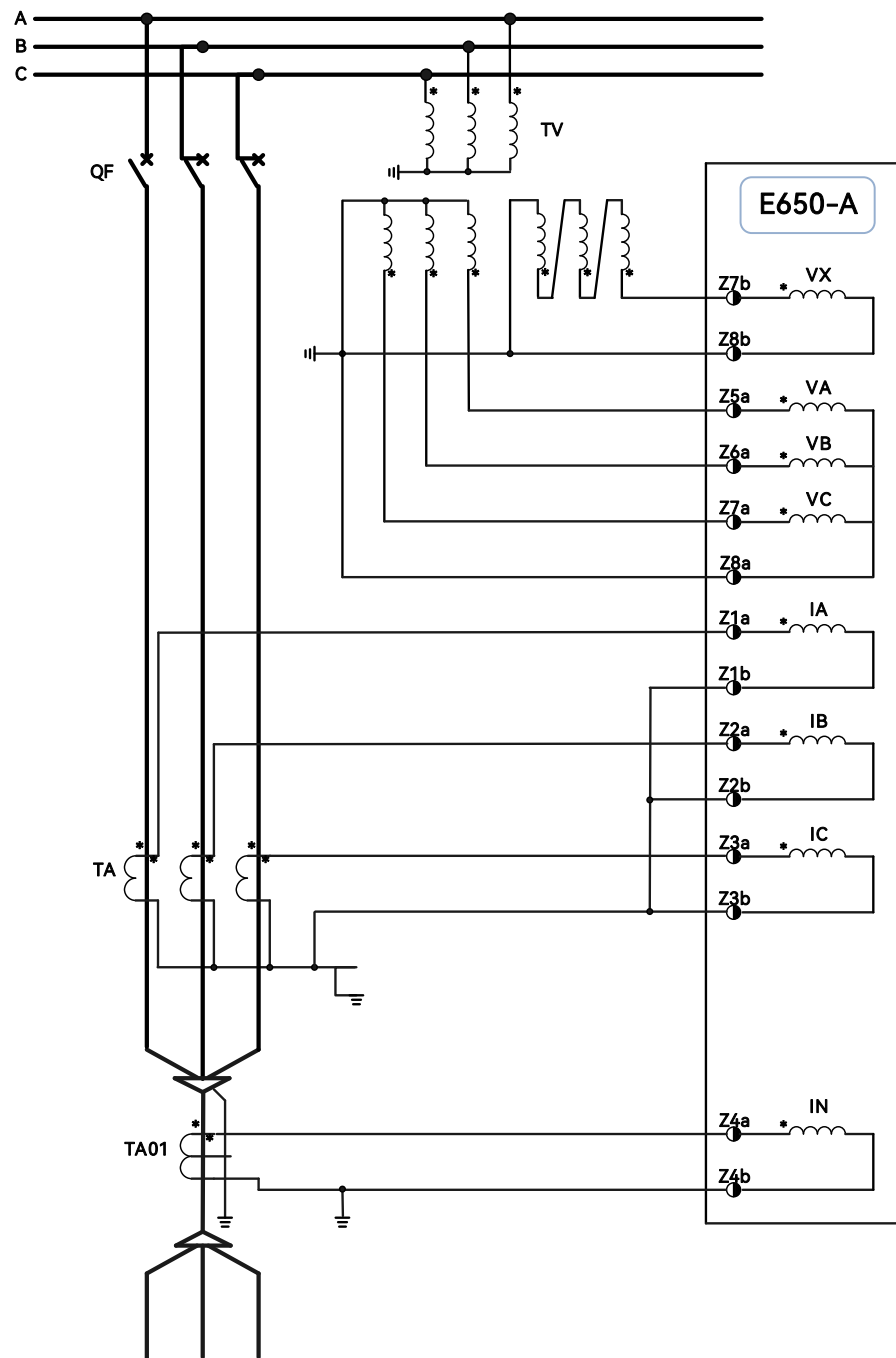 A
B
C
TV
QF
E650-A
Z7b
* VX
Z8b
Z5a
* VA
Z6a
* VB
Z7a
* VC
Z8a
Z1a
* IA
Z1b
Z2a
* IB
Z2b
TA
Z3a
* IC
Z3b
TA01
Z4a
* IN
Z4b